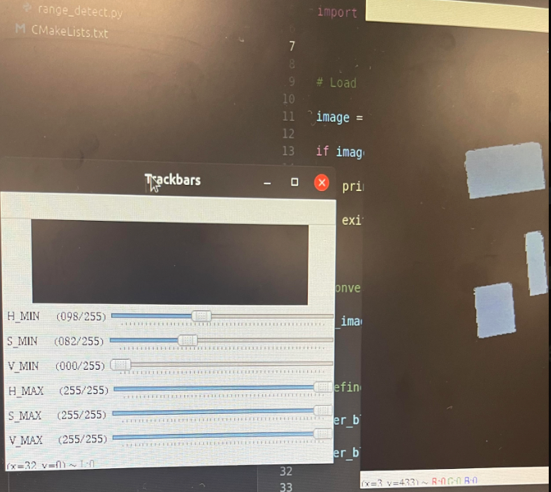 range_detect.py
CMakeLists.txt
import
7
8
9 # Load
10
11 image =
12
13 if imag
pri
exi
onve
_ima
efin
er_b
er_b
32
33
Trackbars
H_MIN (098/255)
S_MIN (082/255)
V_MIN (000/255)
H_MAX (255/255)
S_MAX (255/255)
V_MAX (255/255)
(x=32, y=0) ~ L:0
(x=3, y=433) ~ R:0 G:0 B:0